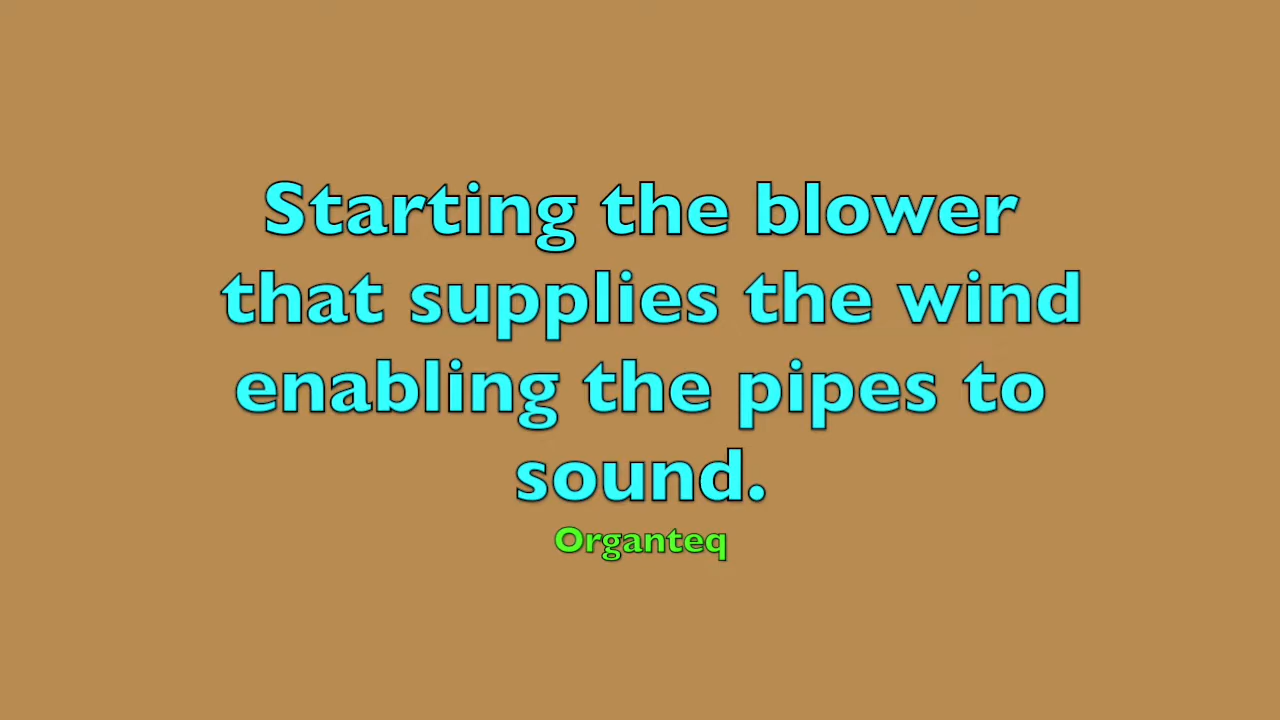 Starting the blower
that supplies the wind
enabling the pipes to
sound.
Organteq